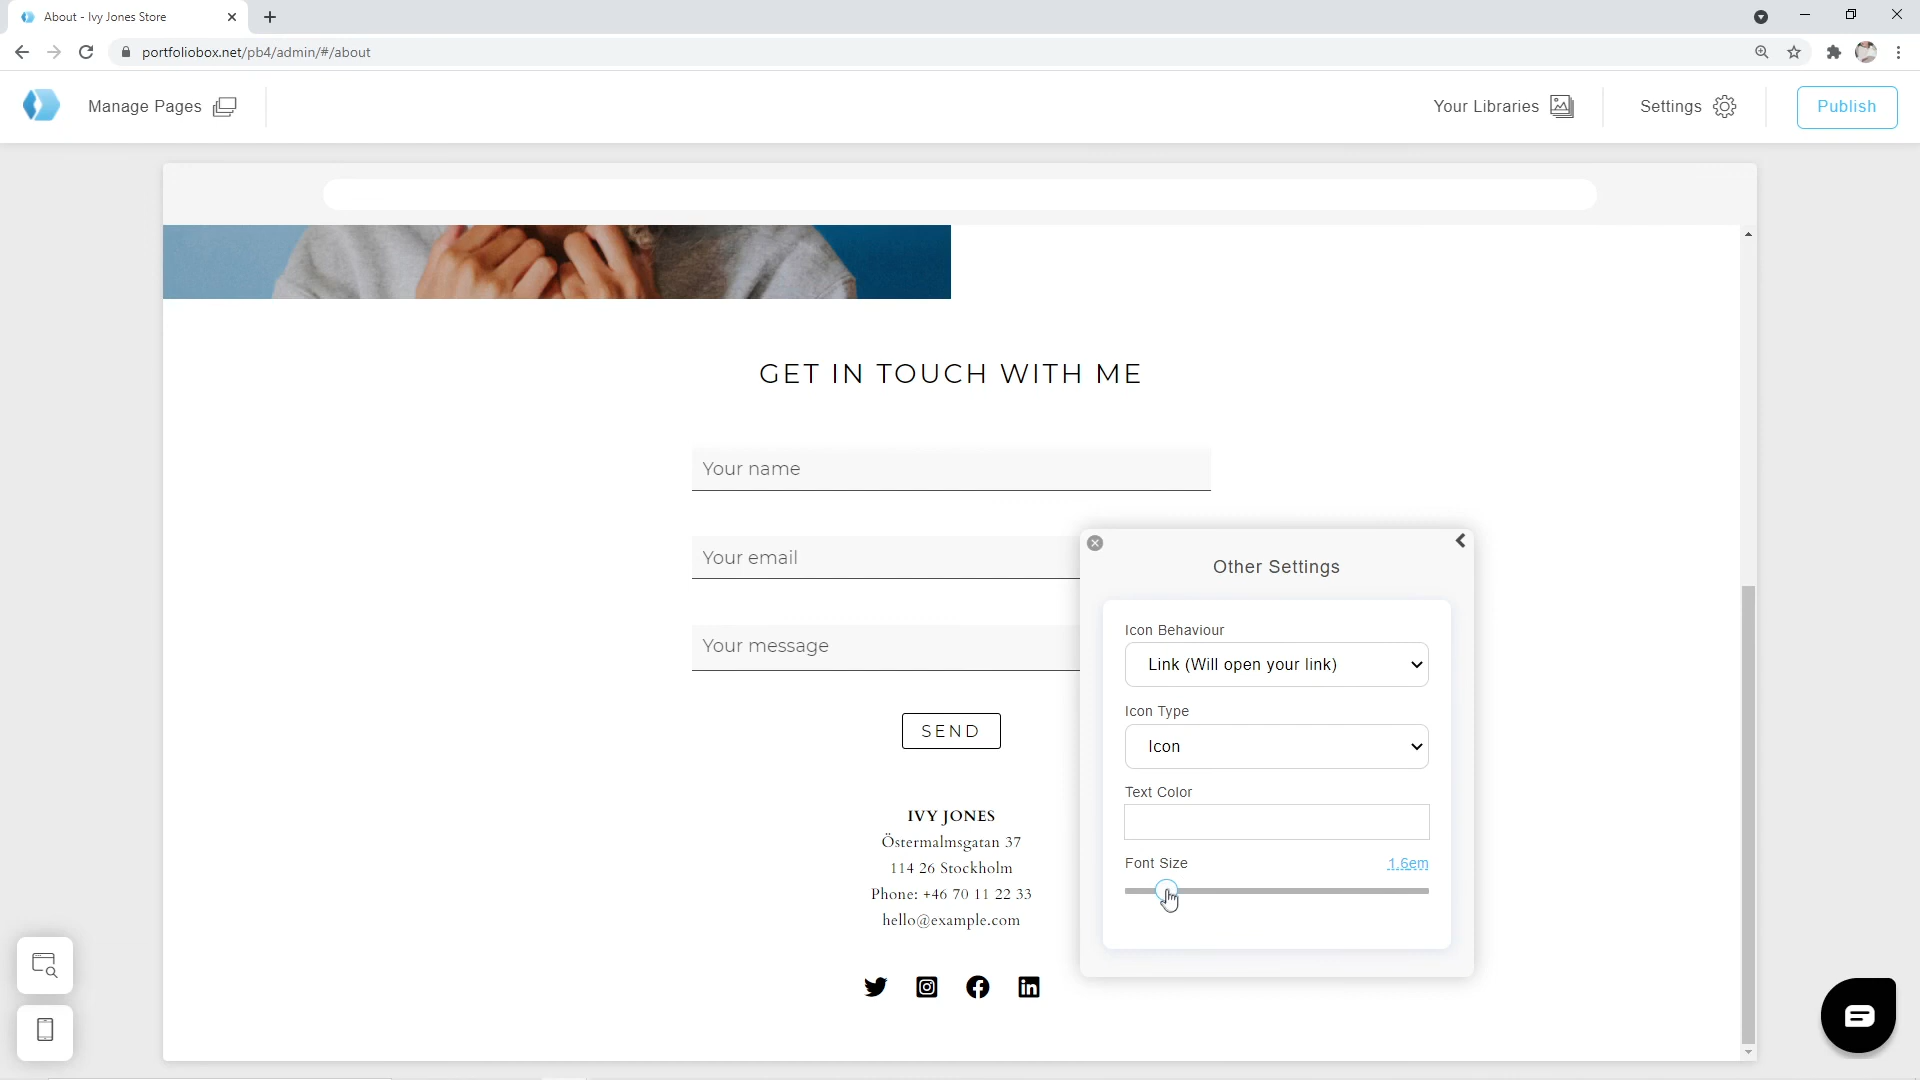 About - Ivy Jones Store
portfoliobox.net/pb4/admin/#/about
Manage Pages
Your Libraries
Settings
Publish
GET IN TOUCH WITH ME
Your name
Your email
Your message
SEND
IVY JONES
Östermalmsgatan 37
114 26 Stockholm
Phone: +46 70 11 22 33
hello@example.com
Other Settings
Icon Behaviour
Link (Will open your link)
Icon Type
Icon
Text Color
Font Size 1.6em